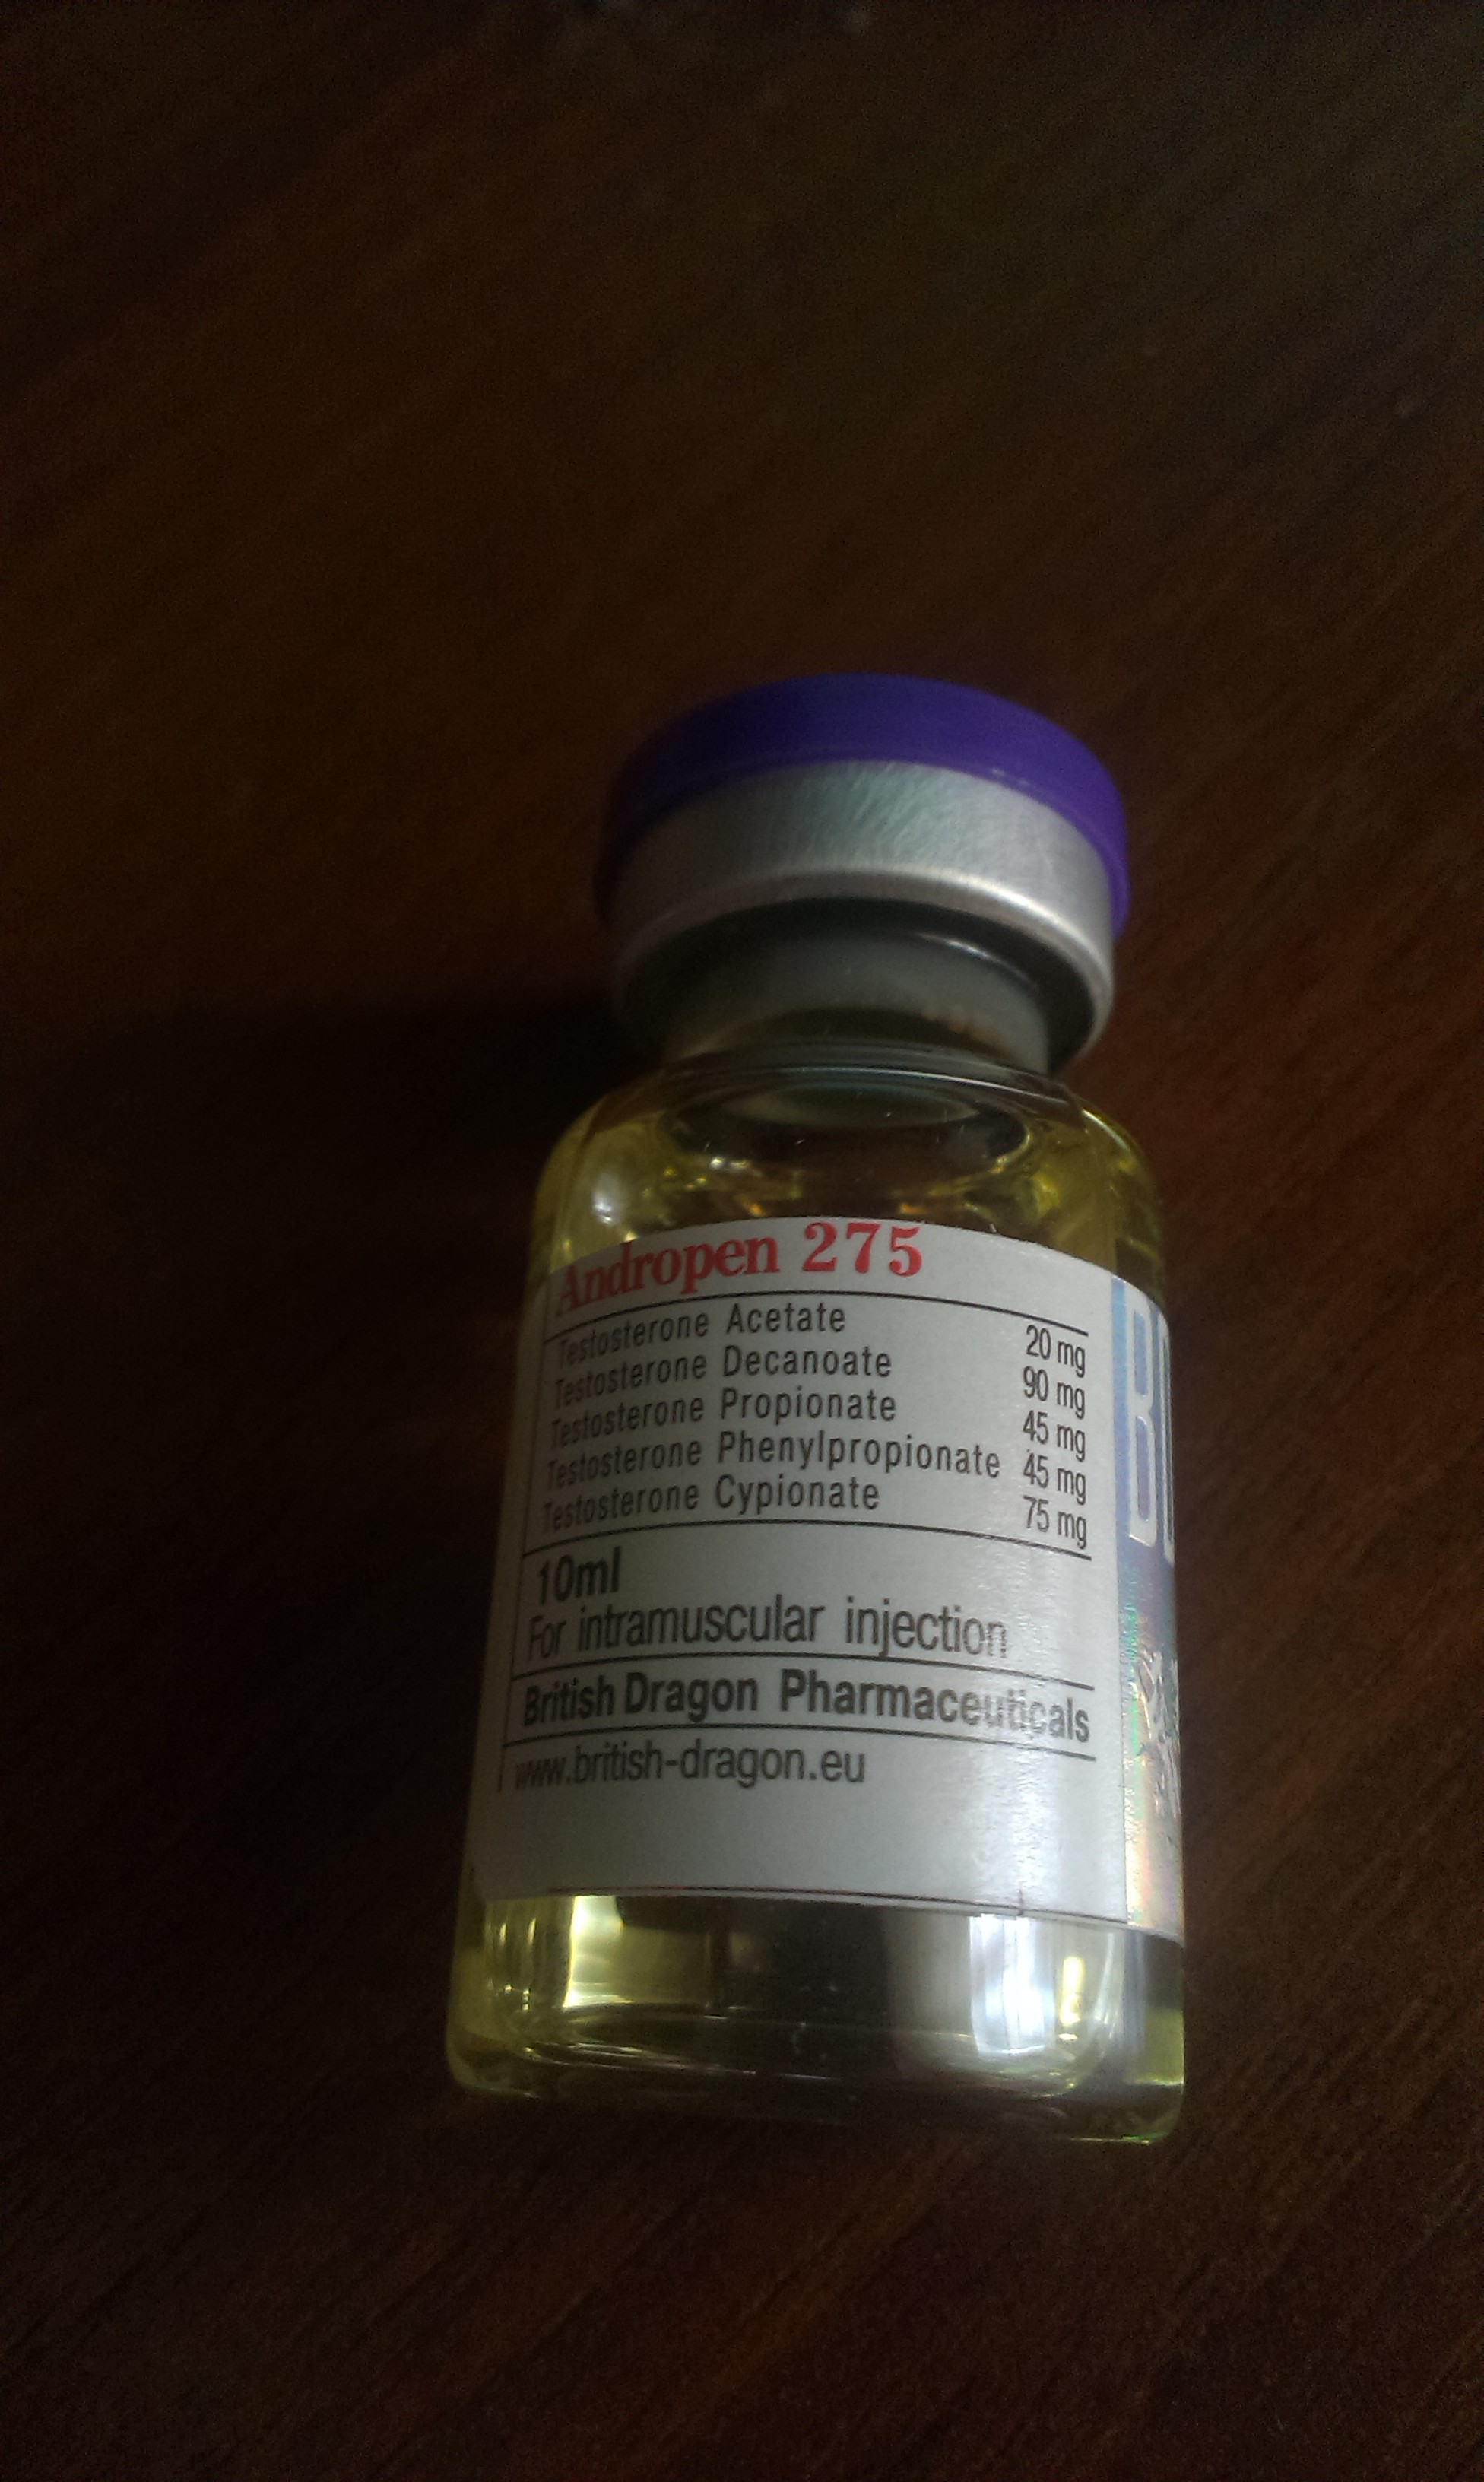 Andropen 275
Testosterone Acetate 20 mg
Testosterone Decanoate 90 mg
Testosterone Propionate 45 mg
Testosterone Phenylpropionate 45 mg
Testosterone Cypionate 75 mg
10ml
For intramuscular injection
British Dragon Pharmaceuticals
www.british-dragon.eu